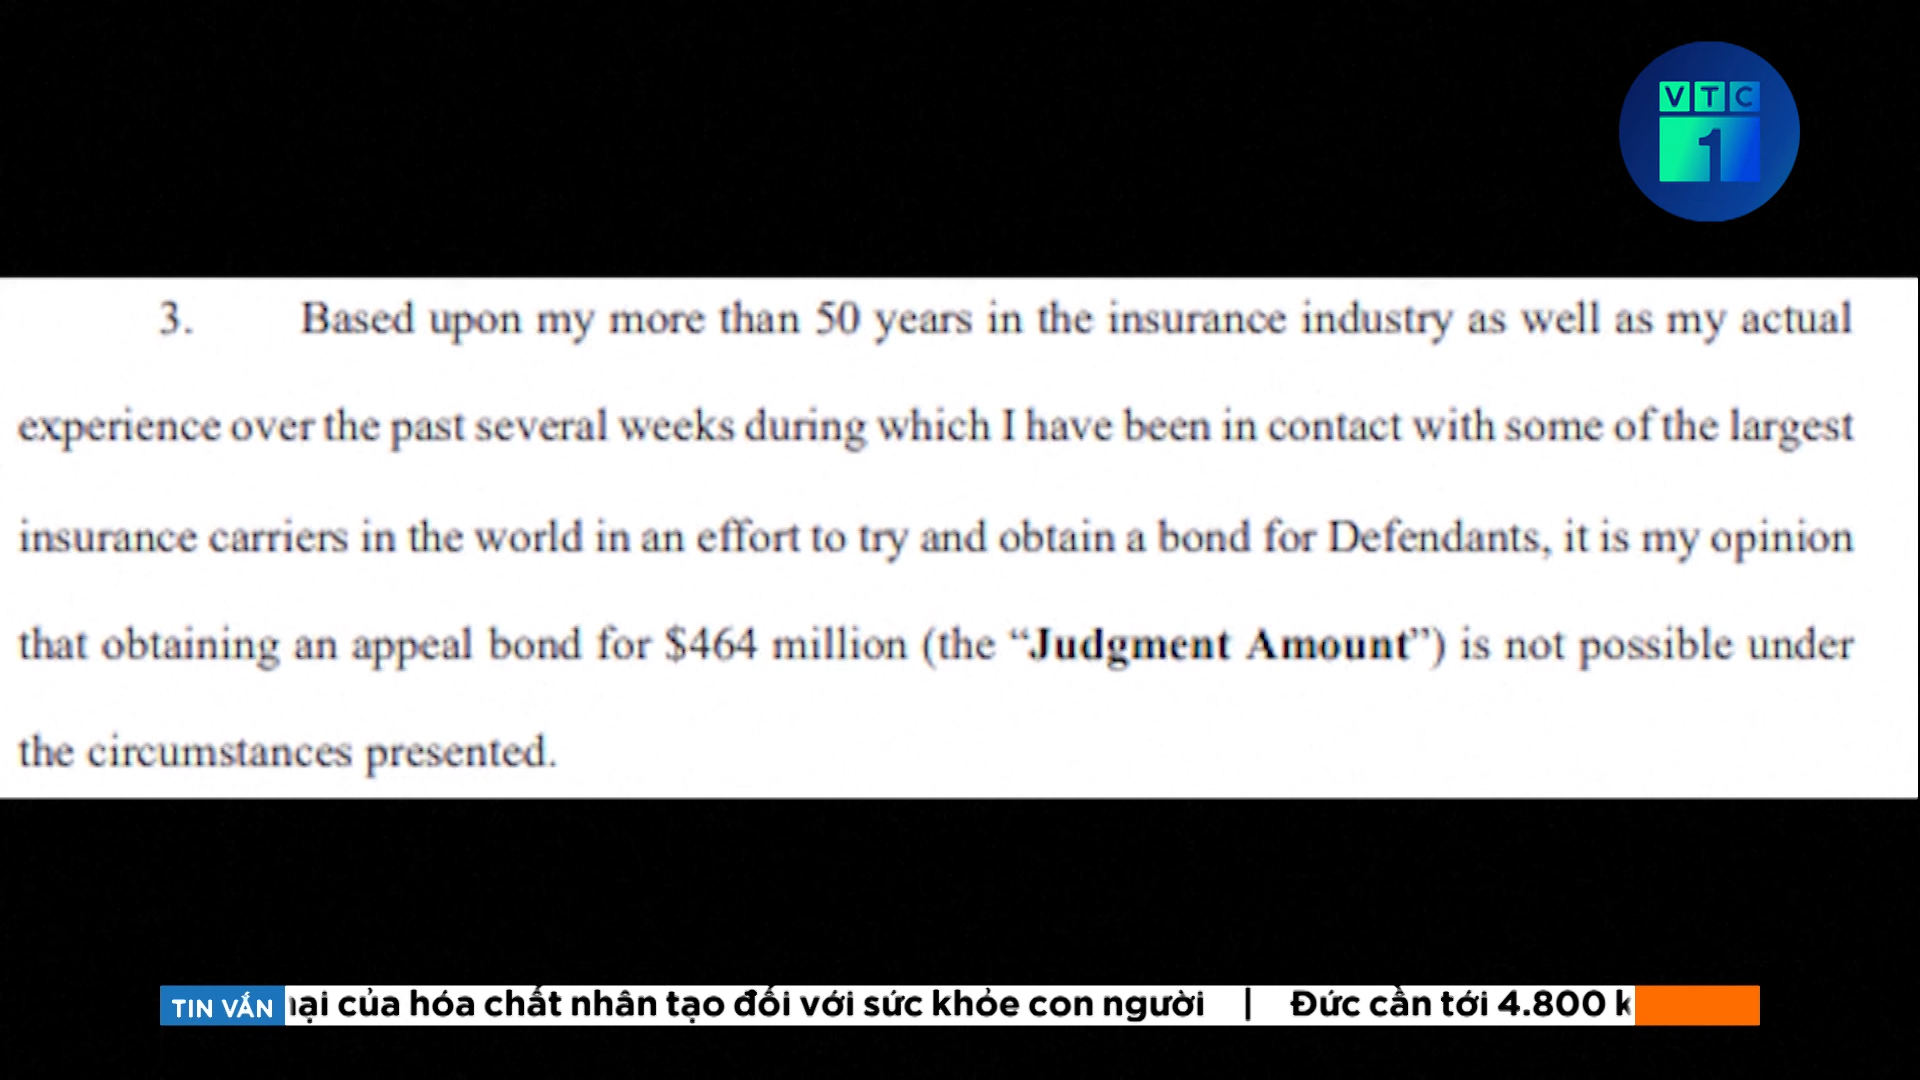 VTC
1
3. Based upon my more than 50 years in the insurance industry as well as my actual
experience over the past several weeks during which I have been in contact with some of the largest
insurance carriers in the world in an effort to try and obtain a bond for Defendants, it is my opinion
that obtaining an appeal bond for $464 million (the “Judgment Amount”) is not possible under
the circumstances presented.
TIN VẮN của hóa chất nhân tạo đối với sức khỏe con người | Đức cần tới 4.800